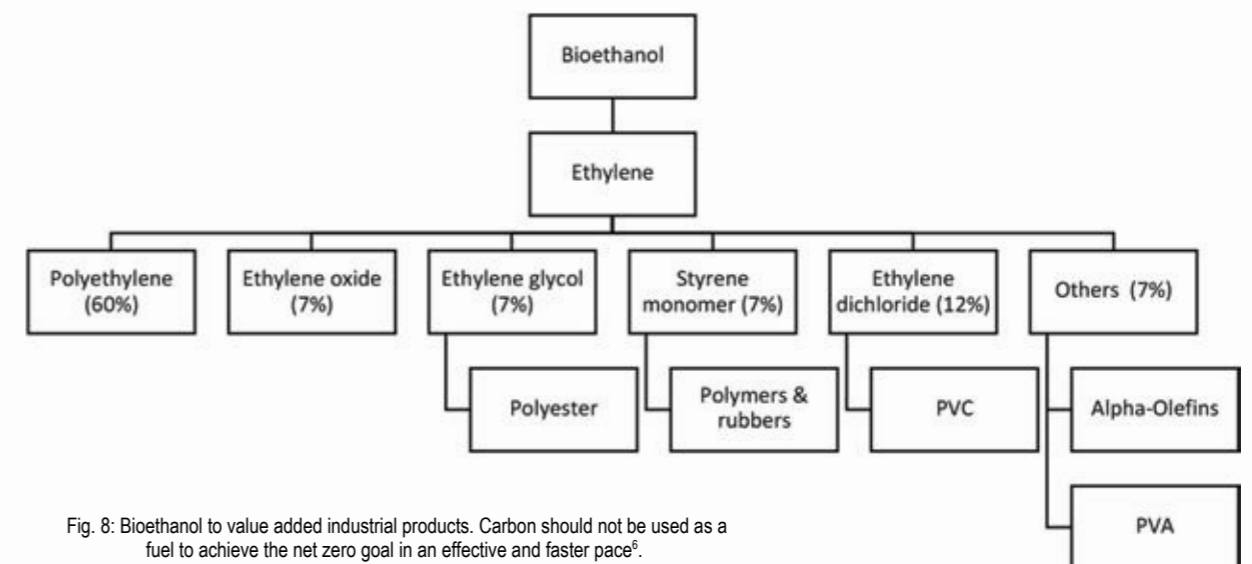 Bioethanol
Ethylene
Polyethylene
(60%)
Ethylene oxide
(7%)
Ethylene glycol
(7%)
Styrene
monomer (7%)
Ethylene
dichloride (12%)
Others (7%)
Polyester
Polymers &
rubbers
PVC
Alpha-Olefins
PVA
Fig. 8: Bioethanol to value added industrial products. Carbon should not be used as a
fuel to achieve the net zero goal in an effective and faster pace⁶.